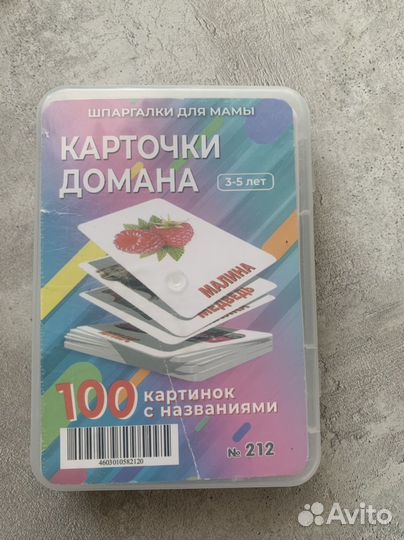 ШПАРГАЛКИ ДЛЯ МАМЫ
КАРТОЧКИ
ДОМАНА
3-5 лет
МАЛИНА
МЕДВЕДЬ
100 картинок
с названиями
4603010582120
№ 212
Avito